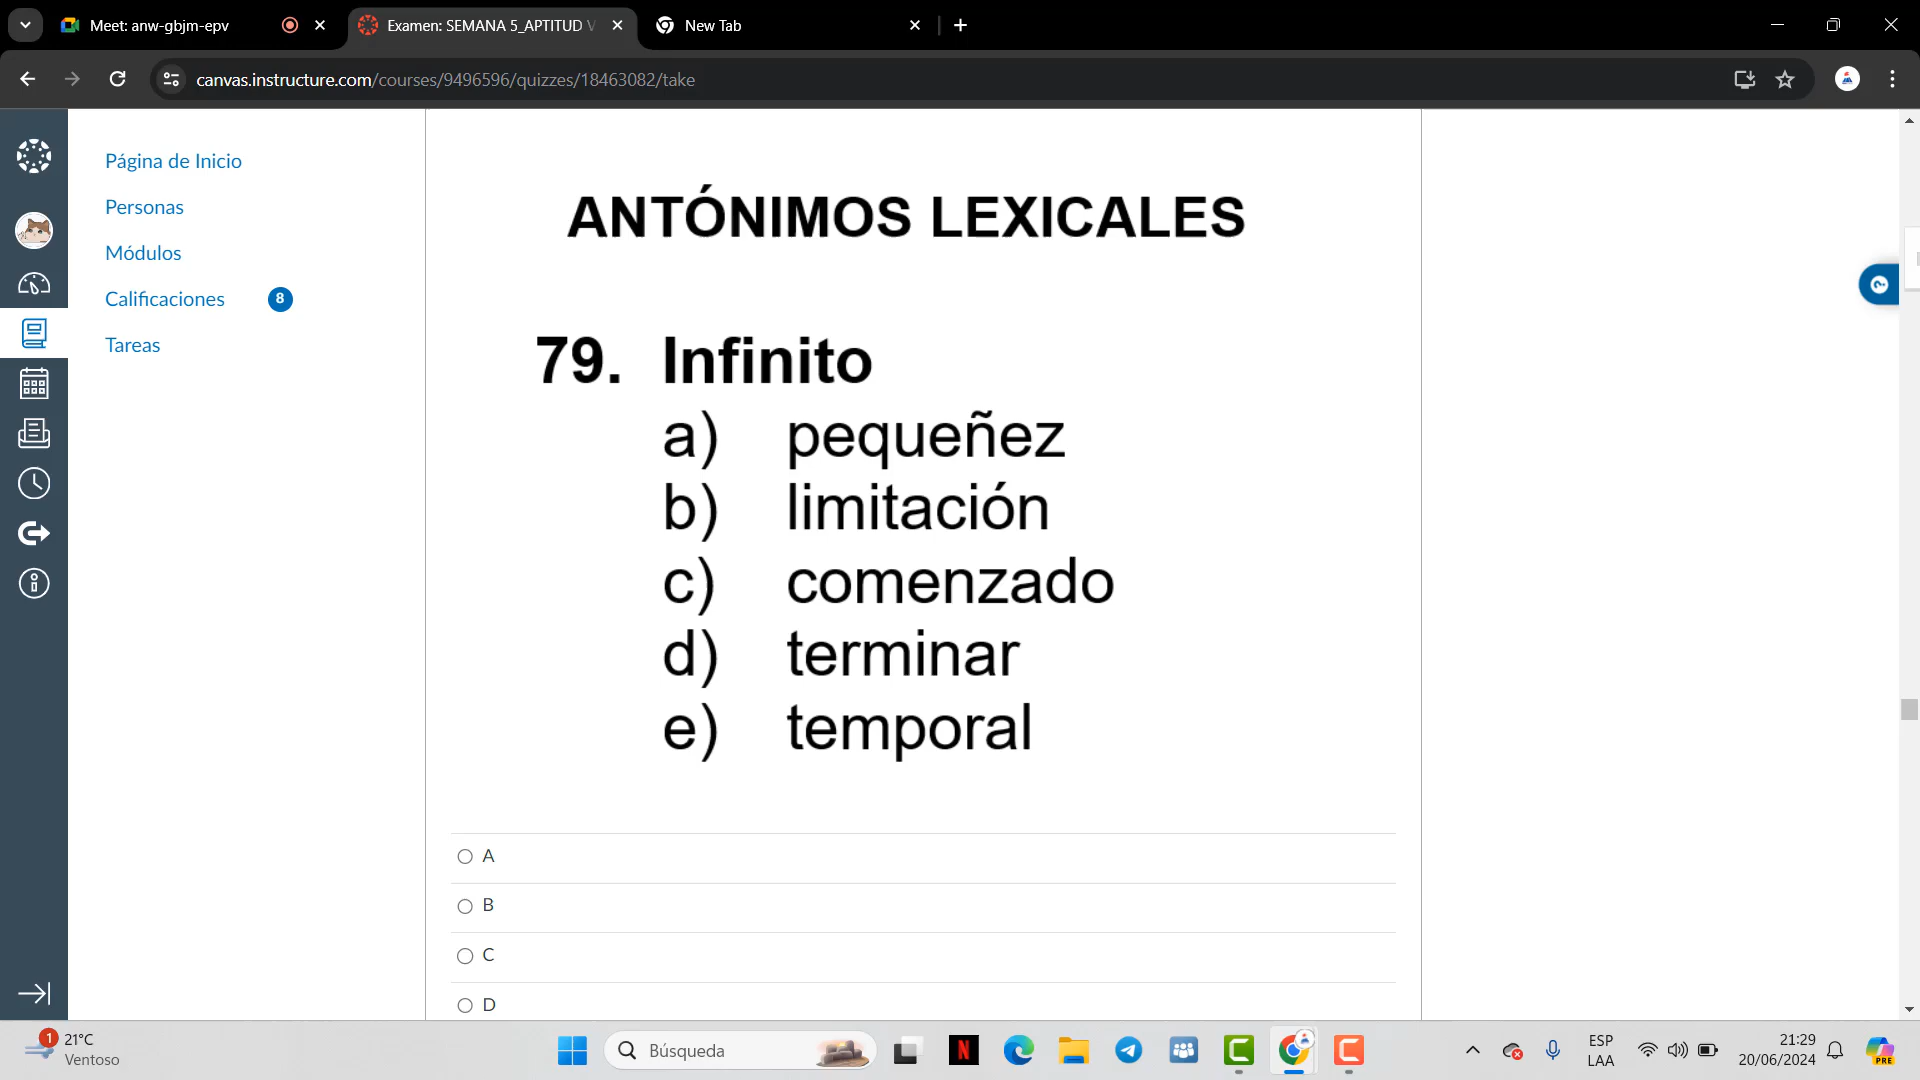 Meet: anw-gbjm-epv
Examen: SEMANA 5_APTITUD V
New Tab
canvas.instructure.com/courses/9496596/quizzes/18463082/take
Página de Inicio
Personas
Módulos
Calificaciones 8
Tareas
ANTÓNIMOS LEXICALES
79. Infinito
a) pequeñez
b) limitación
c) comenzado
d) terminar
e) temporal
A
B
C
D
1
21°C
Ventoso
Búsqueda
N
ESP
LAA
21:29
20/06/2024
PRE